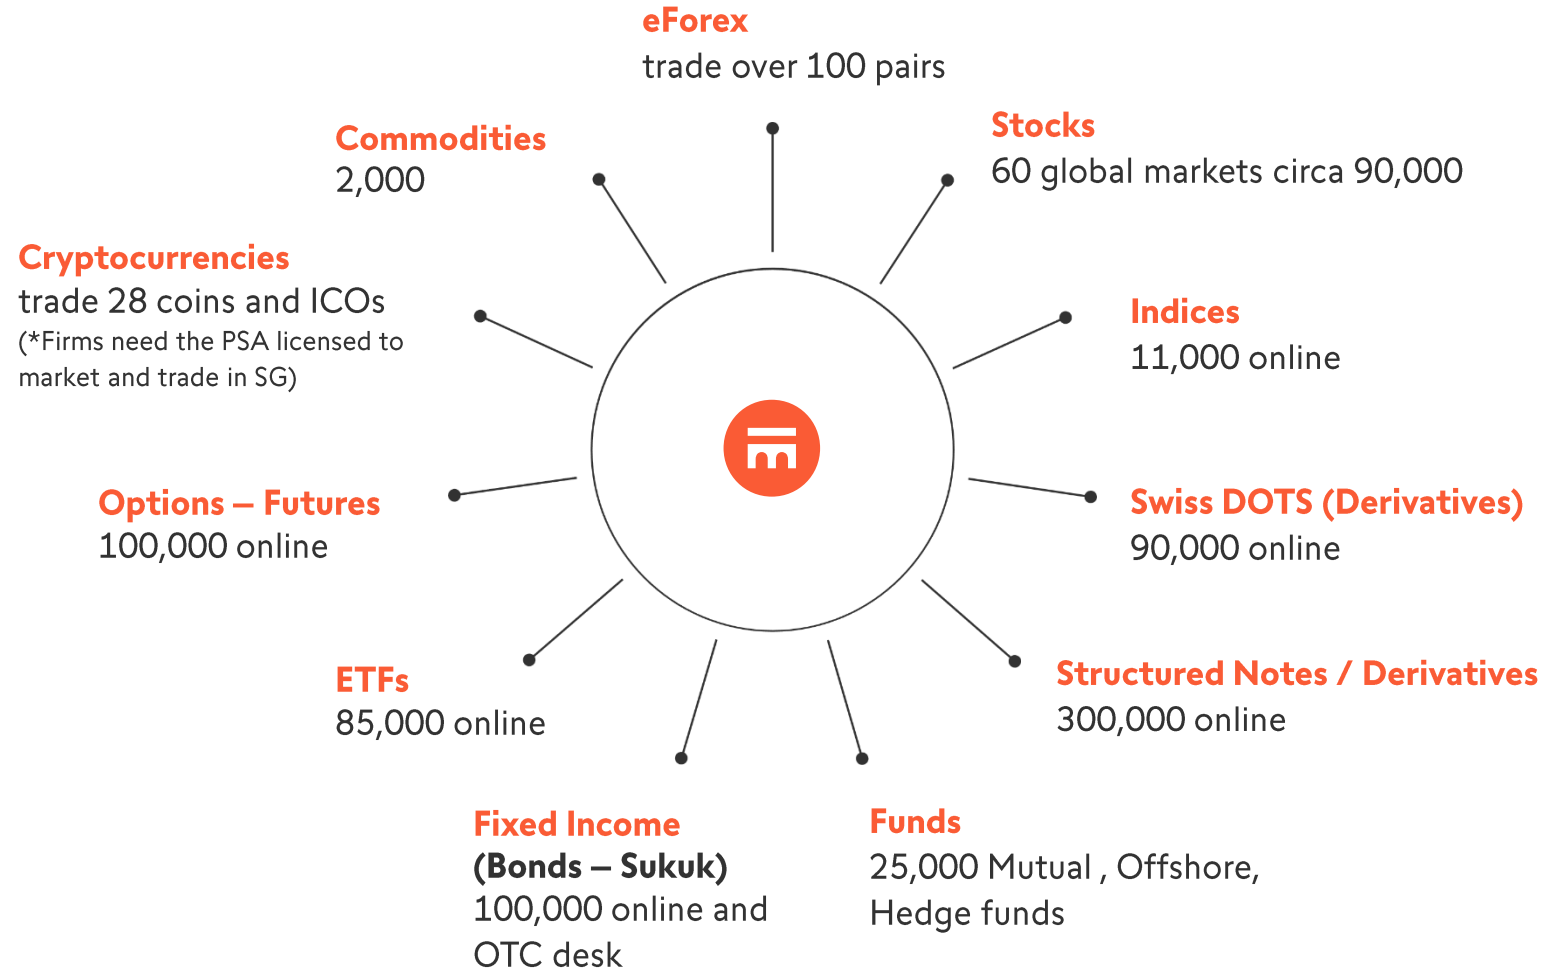 eForex
trade over 100 pairs
Stocks
60 global markets circa 90,000
Indices
11,000 online
Swiss DOTS (Derivatives)
90,000 online
Structured Notes / Derivatives
300,000 online
Funds
25,000 Mutual , Offshore,
Hedge funds
Fixed Income
(Bonds – Sukuk)
100,000 online and
OTC desk
ETFs
85,000 online
Options – Futures
100,000 online
Cryptocurrencies
trade 28 coins and ICOs
(*Firms need the PSA licensed to
market and trade in SG)
Commodities
2,000